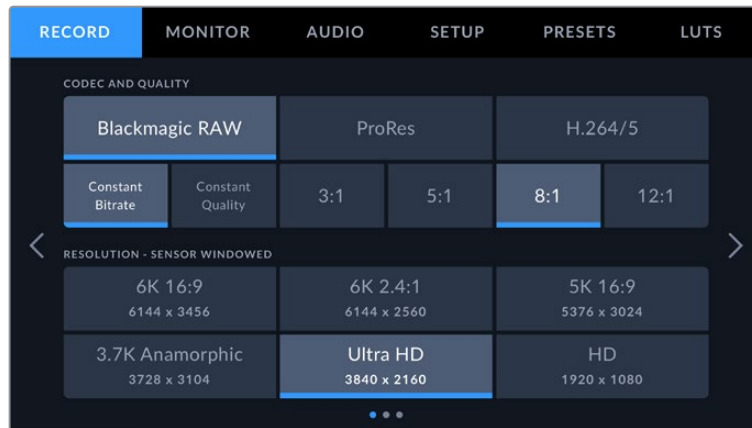 RECORD MONITOR AUDIO SETUP PRESETS LUTS
CODEC AND QUALITY
Blackmagic RAW ProRes H.264/5
Constant Bitrate Constant Quality 3:1 5:1 8:1 12:1
RESOLUTION - SENSOR WINDOWED
6K 16:9 6K 2.4:1 5K 16:9
6144 x 3456 6144 x 2560 5376 x 3024
3.7K Anamorphic Ultra HD HD
3728 x 3104 3840 x 2160 1920 x 1080